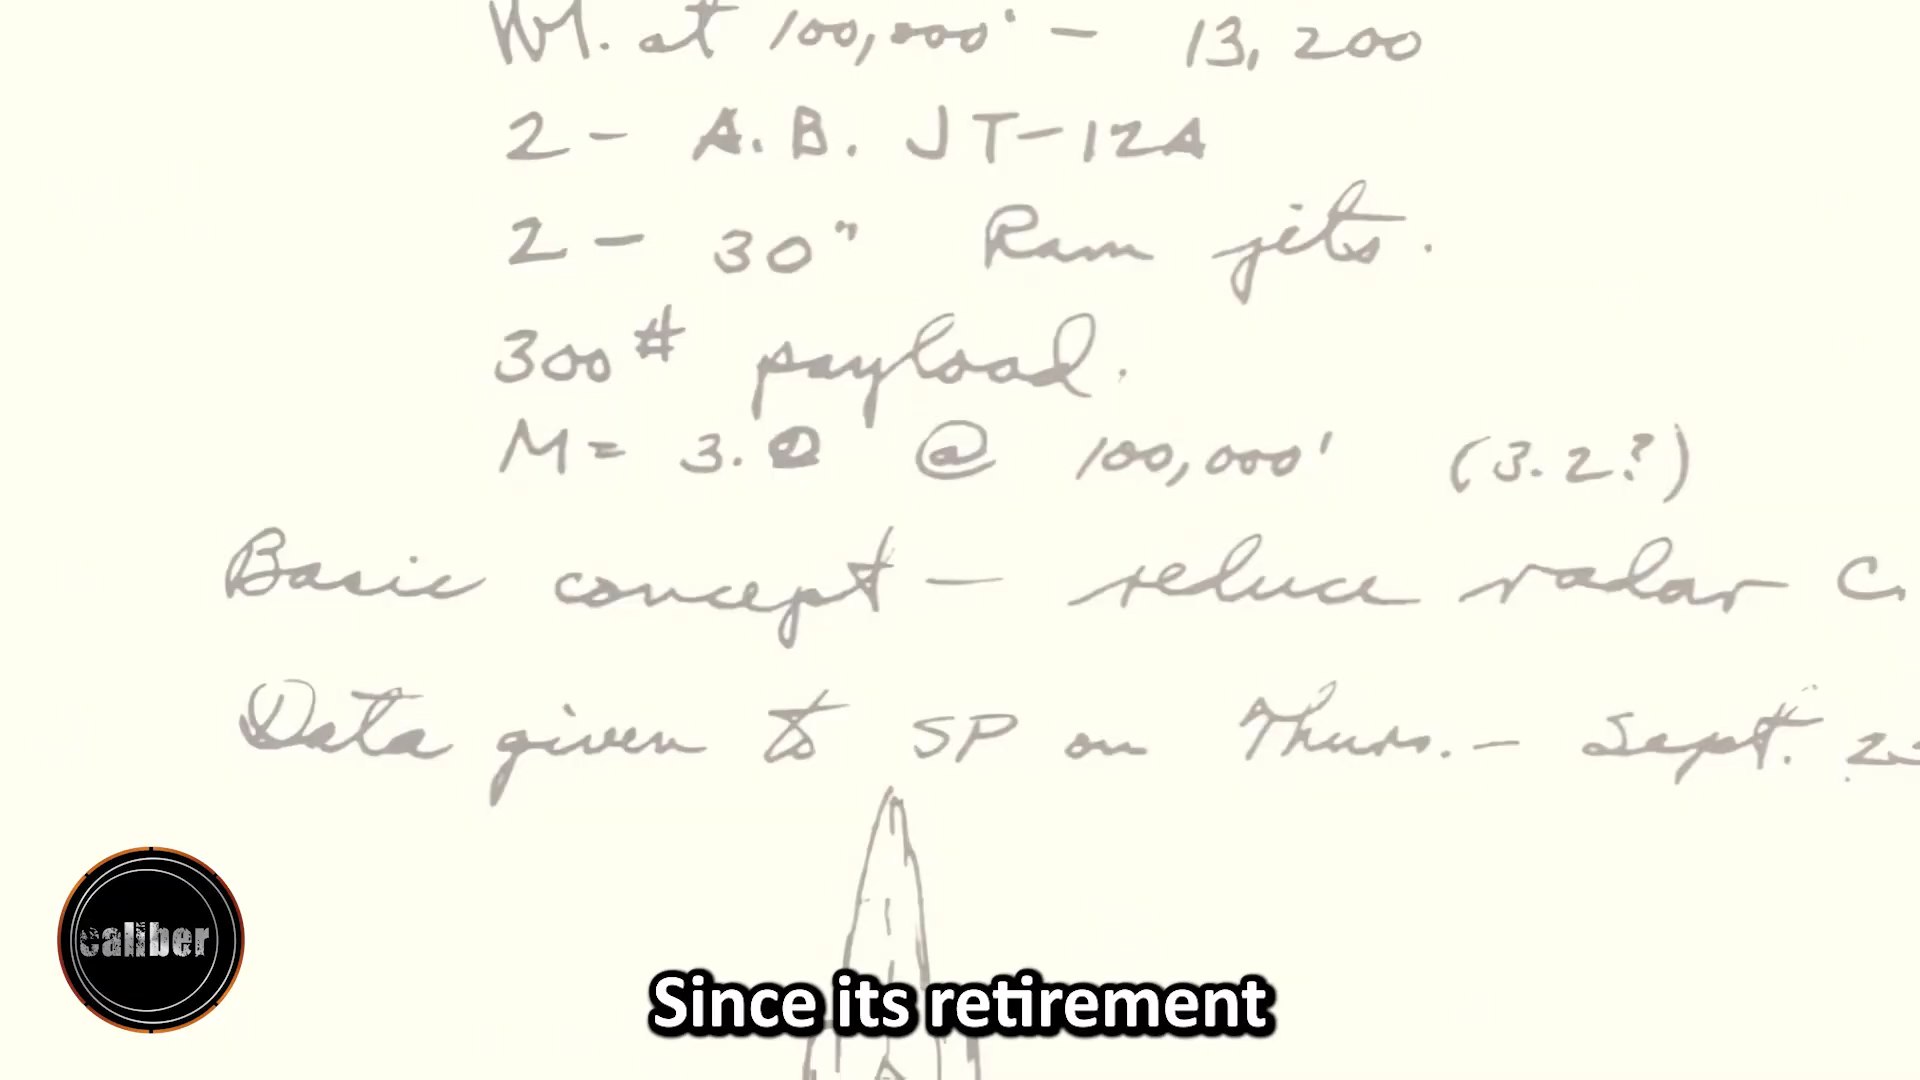 Wt. at 100,000' - 13,200
2 - A.B. JT-12A
2 - 30" Ram jets.
300# payload.
M = 3.0 @ 100,000' (3.2?)
Basic concept - reduce radar C.
Data given to SP on Thurs. - Sept.
caliber
Since its retirement